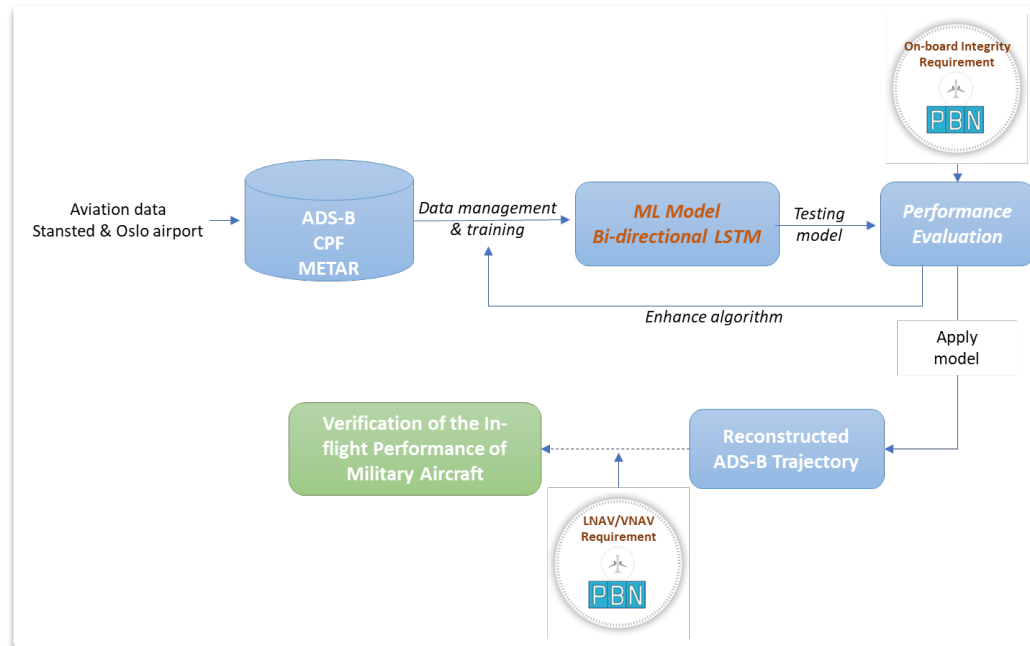 On-board Integrity
Requirement
PBN
Aviation data
Stansted & Oslo airport
ADS-B
CPF
METAR
Data management
& training
ML Model
Bi-directional LSTM
Testing
model
Performance
Evaluation
Enhance algorithm
Apply
model
Verification of the In-
flight Performance of
Military Aircraft
Reconstructed
ADS-B Trajectory
LNAV/VNAV
Requirement
PBN